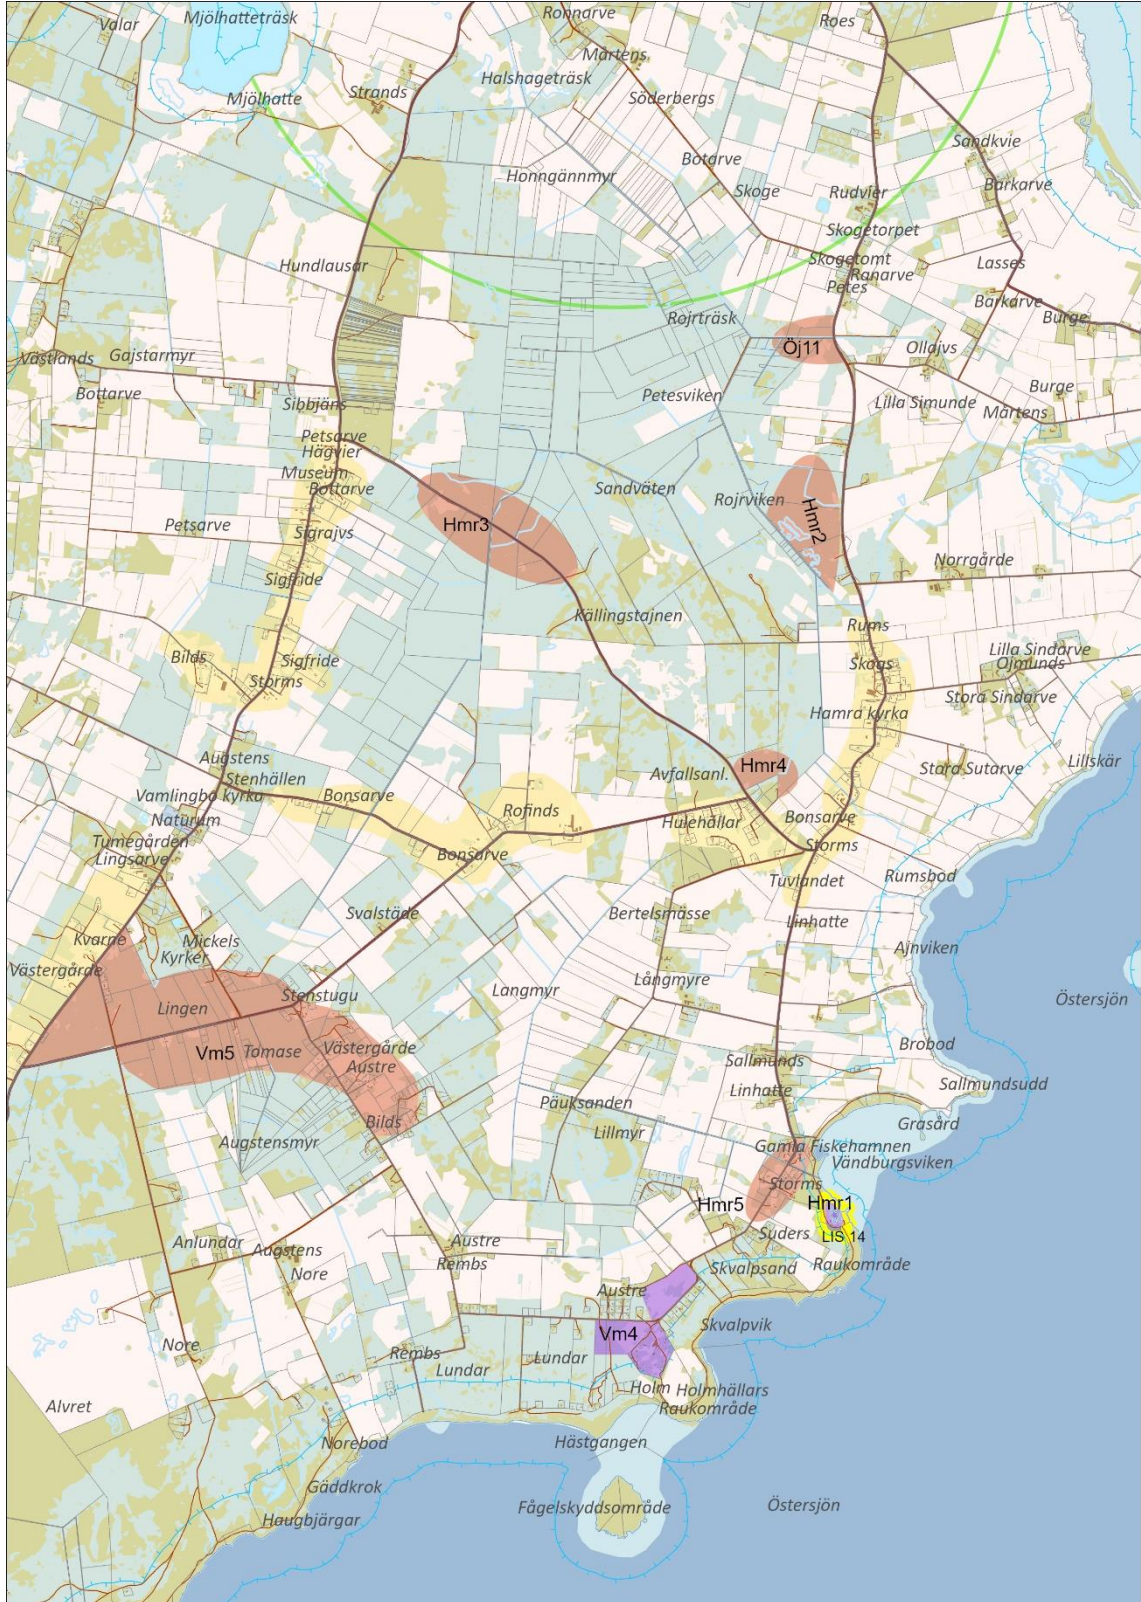 Mjölhatteträsk
Valar
Ronnarve
Roes
Mårtens
Halshageträsk
Strands
Mjölhatte
Söderbergs
Sandkvie
Botarve
Honngännmyr
Skoge
Rudvier
Barkarve
Skogetorpet
Skogetomt
Lasses
Hundlausar
Ranarve
Petes
Barkarve
Rojrträsk
Burge
Öj11
Ollajvs
Västlands
Gajstarmyr
Bottarve
Petesviken
Burge
Sibbjäns
Lilla Simunde
Mårtens
Petsarve
Hägvier
Museum
Bottarve
Sandväten
Rojrviken
Hmr2
Petsarve
Hmr3
Sigrajvs
Norrgårde
Sigfride
Källingstajnen
Rums
Bilds
Sigfride
Skogs
Lilla Sindarve
Ojmunds
Storms
Stora Sindarve
Hamra kyrka
Augstens
Stenhällen
Avfallsanl.
Hmr4
Stora Sutarve
Lillskär
Vamlingbo kyrka
Bonsarve
Rofinds
Naturum
Hulehällar
Bonsarve
Tumegården
Storms
Lingsarve
Bonsarve
Tuvlandet
Rumsbod
Svalstäde
Bertelsmässe
Linhatte
Kvarne
Mickels
Kyrker
Ajnviken
Västergårde
Långmyre
Langmyr
Stenstugu
Östersjön
Lingen
Vm5
Tomase
Västergårde
Austre
Brobod
Sallmunds
Sallmundsudd
Linhatte
Päuksanden
Bilds
Grasård
Lillmyr
Augstensmyr
Gamla Fiskehamnen
Vändburgsviken
Storms
Hmr5
Hmr1
Suders
LIS 14
Anlundar
Augstens
Austre
Rembs
Nore
Skvalpsand
Raukområde
Austre
Skvalpvik
Vm4
Nore
Rembs
Lundar
Lundar
Holm
Holmhällars
Raukområde
Alvret
Norebod
Hästgangen
Gäddkrok
Fågelskyddsområde
Östersjön
Haugbjärgar